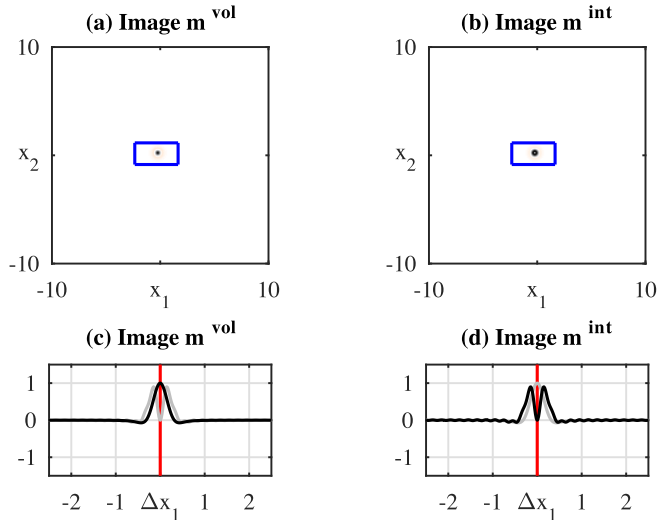 (a) Image m vol (b) Image m int
10 10
x2 x2
-10 -10
-10 x1 10 -10 x1 10
(c) Image m vol (d) Image m int
1 1
0 0
-1 -1
-2 -1 Δx1 1 2 -2 -1 Δx1 1 2